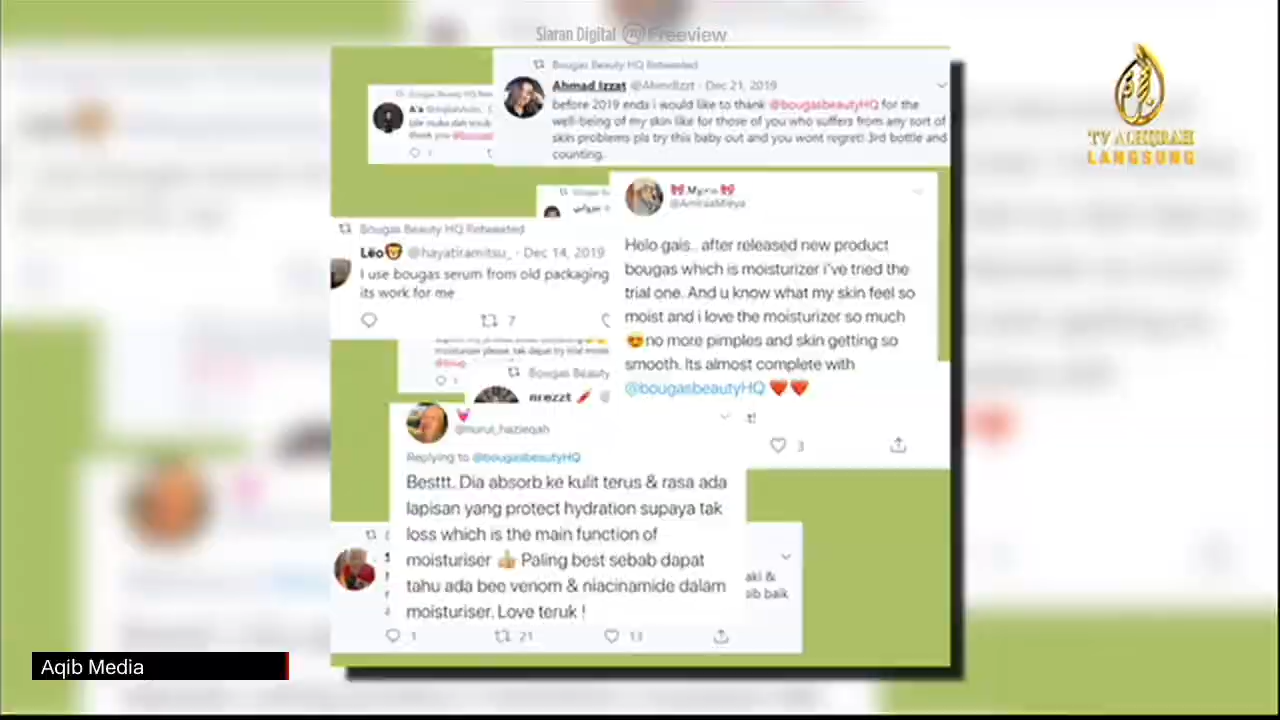 Siaran Digital Freeview
TV ALHIJRAH
LANGSUNG
Bougas Beauty HQ Retweeted
Ahmad Izzat @AhmdIzzt · Dec 21, 2019
before 2019 ends i would like to thank @bougasbeautyHQ for the
well-being of my skin like for those of you who suffers from any sort of
skin problems pls try this baby out and you wont regret! 3rd bottle and
counting.
A'a
thank you
@AmiraaMieya
Helo gais.. after released new product
bougas which is moisturizer i've tried the
trial one. And u know what my skin feel so
moist and i love the moisturizer so much
😍no more pimples and skin getting so
smooth. Its almost complete with
@bougasbeautyHQ ❤️❤️
3
Bougas Beauty HQ Retweeted
Lëo🦁 @hayatiramitsu_ · Dec 14, 2019
I use bougas serum from old packaging
its work for me
7
Bougas Beauty
nrezzt
@nurul_hazieqah
Replying to @bougasbeautyHQ
Besttt. Dia absorb ke kulit terus & rasa ada
lapisan yang protect hydration supaya tak
loss which is the main function of
moisturiser 👍 Paling best sebab dapat
tahu ada bee venom & niacinamide dalam
moisturiser. Love teruk !
1 21 13
aki &
ib baik
Aqib Media